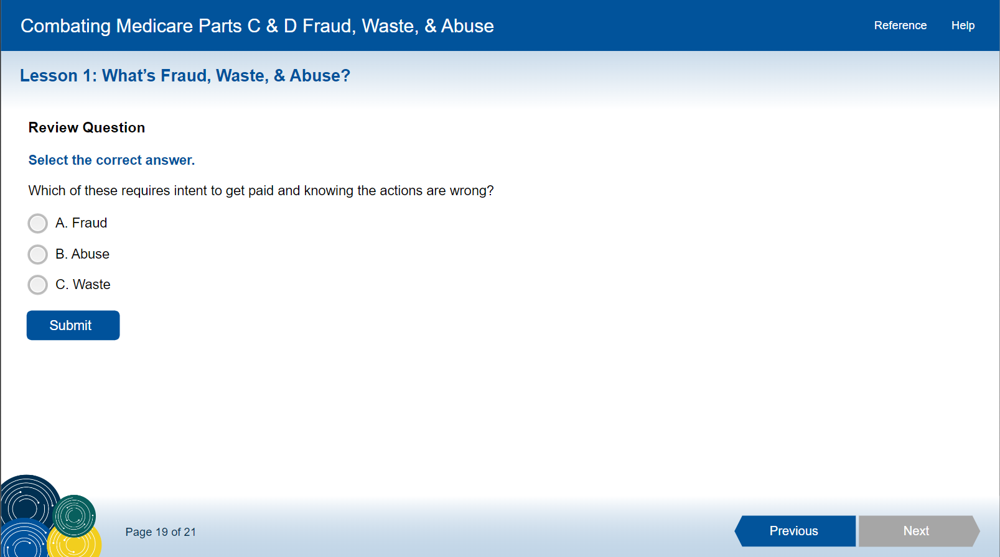 Combating Medicare Parts C & D Fraud, Waste, & Abuse
Reference
Help
Lesson 1: What’s Fraud, Waste, & Abuse?
Review Question
Select the correct answer.
Which of these requires intent to get paid and knowing the actions are wrong?
A. Fraud
B. Abuse
C. Waste
Submit
Page 19 of 21
Previous
Next